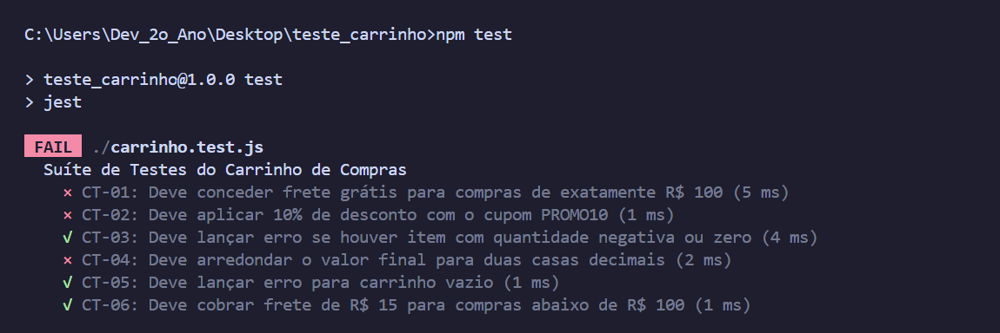 C:\Users\Dev_2o_Ano\Desktop\teste_carrinho>npm test
> teste_carrinho@1.0.0 test
> jest
FAIL ./carrinho.test.js
Suíte de Testes do Carrinho de Compras
× CT-01: Deve conceder frete grátis para compras de exatamente R$ 100 (5 ms)
× CT-02: Deve aplicar 10% de desconto com o cupom PROMO10 (1 ms)
√ CT-03: Deve lançar erro se houver item com quantidade negativa ou zero (4 ms)
× CT-04: Deve arredondar o valor final para duas casas decimais (2 ms)
√ CT-05: Deve lançar erro para carrinho vazio (1 ms)
√ CT-06: Deve cobrar frete de R$ 15 para compras abaixo de R$ 100 (1 ms)